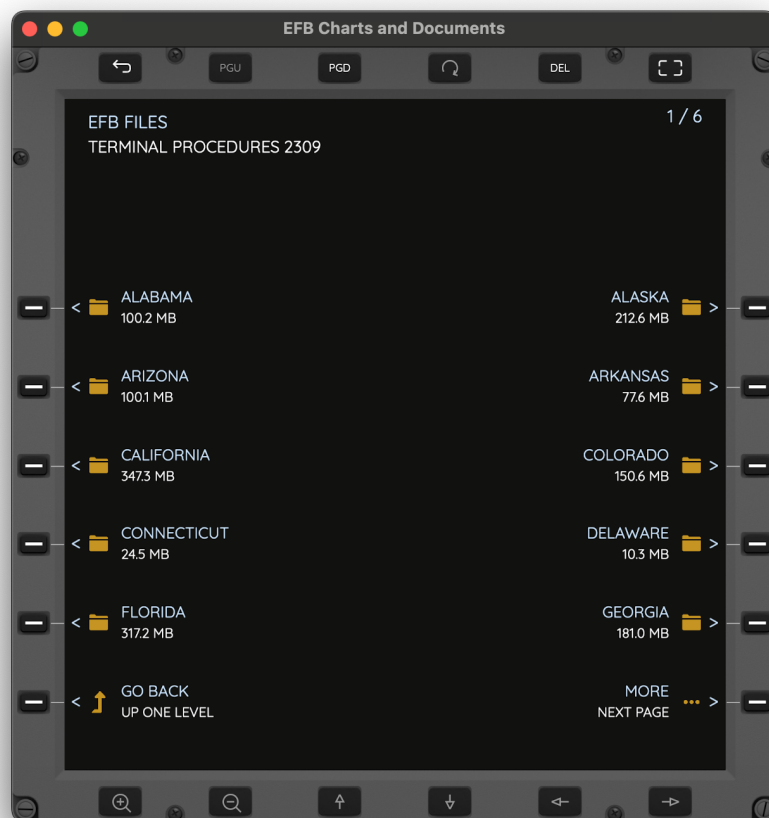 EFB Charts and Documents
PGU PGD DEL
EFB FILES 1 / 6
TERMINAL PROCEDURES 2309
< ALABAMA ALASKA >
100.2 MB 212.6 MB
< ARIZONA ARKANSAS >
100.1 MB 77.6 MB
< CALIFORNIA COLORADO >
347.3 MB 150.6 MB
< CONNECTICUT DELAWARE >
24.5 MB 10.3 MB
< FLORIDA GEORGIA >
317.2 MB 181.0 MB
< GO BACK MORE ... >
UP ONE LEVEL NEXT PAGE